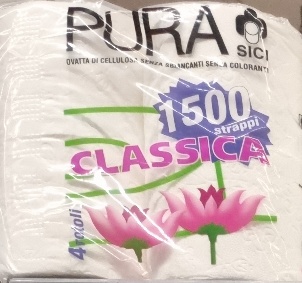 PURA
SICI
OVATTA DI CELLULOSA SENZA SBIANCANTI SENZA COLORANTI
1500
strappi
CLASSICA
4 rotoli